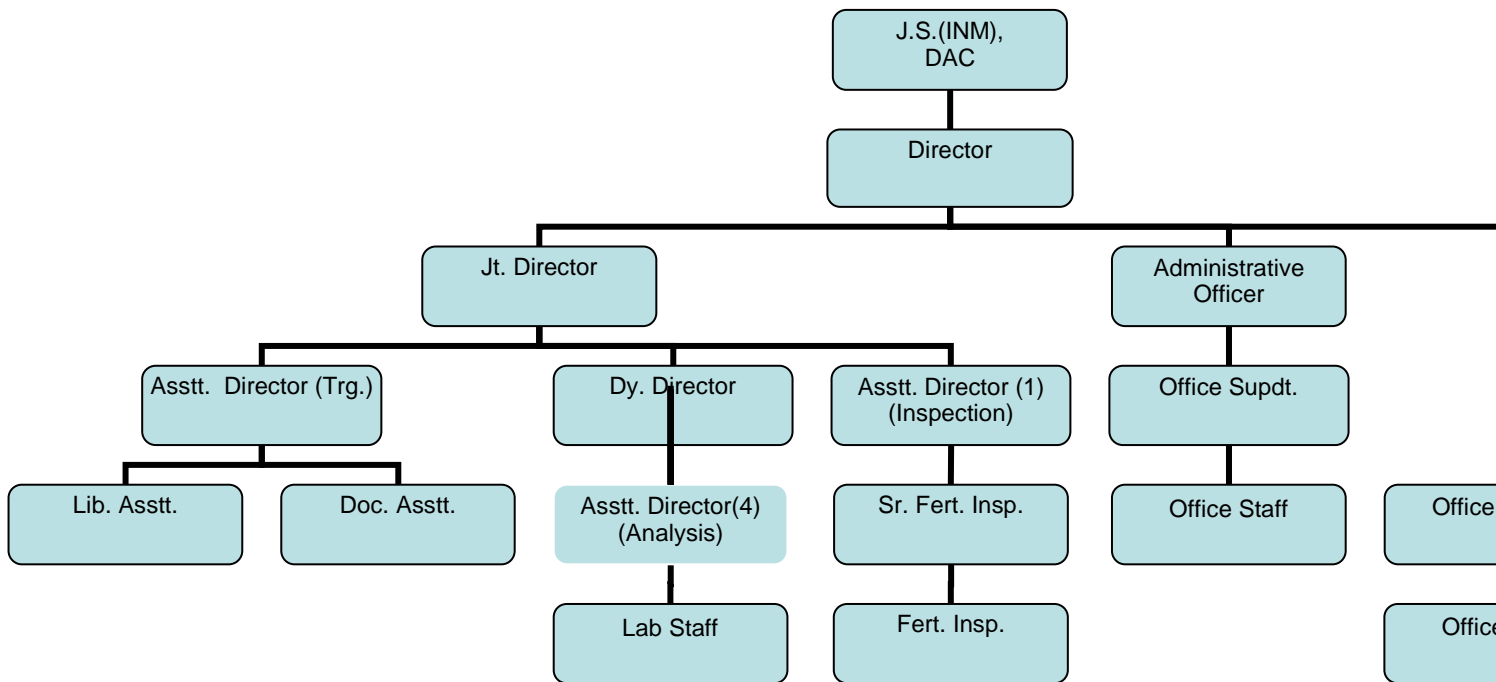 J.S.(INM),
DAC
Director
Jt. Director
Administrative
Officer
Asstt. Director (Trg.)
Dy. Director
Asstt. Director (1)
(Inspection)
Office Supdt.
Lib. Asstt.
Doc. Asstt.
Asstt. Director(4)
(Analysis)
Sr. Fert. Insp.
Office Staff
Office
Lab Staff
Fert. Insp.
Office